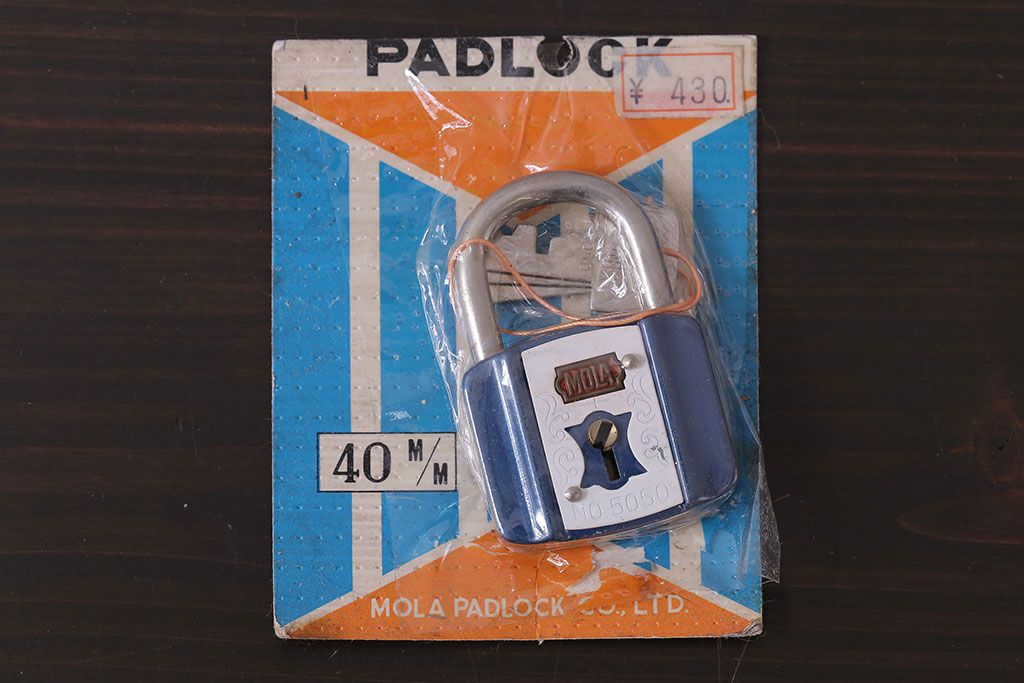 PADLOCK
¥ 430.
MOLA
40 M/M
NO.5050
MOLA PADLOCK CO., LTD.